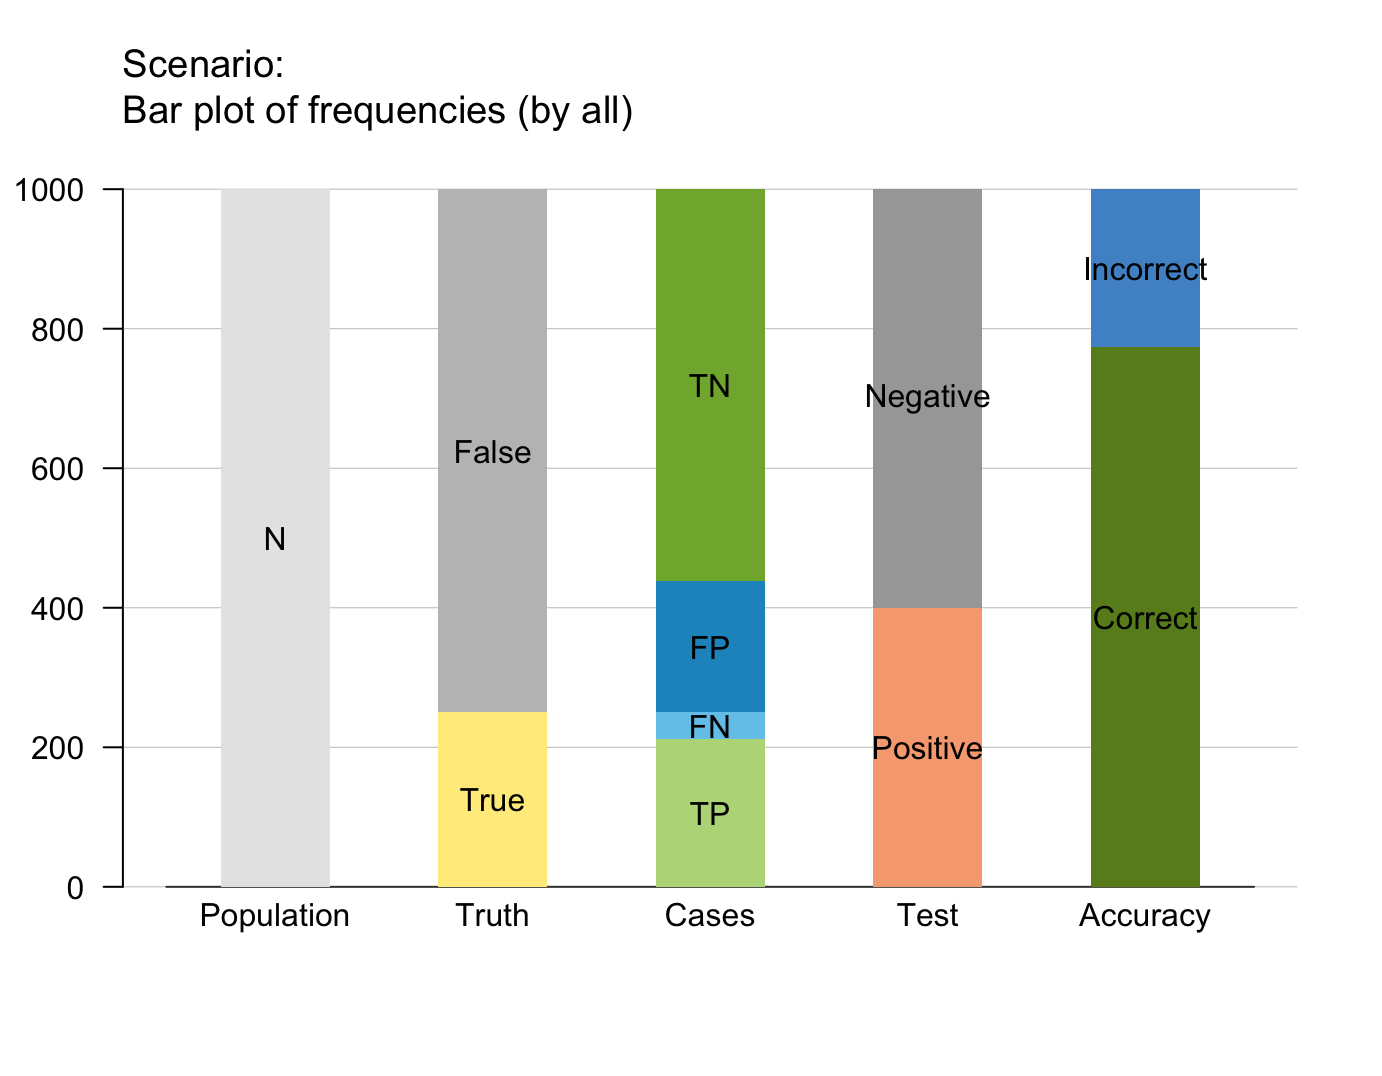 Scenario:
Bar plot of frequencies (by all)
1000
800
600
400
200
0
N
False
True
TN
FP
FN
TP
Negative
Positive
Incorrect
Correct
Population
Truth
Cases
Test
Accuracy